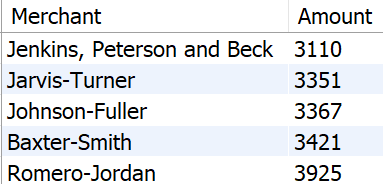 Merchant Amount
Jenkins, Peterson and Beck 3110
Jarvis-Turner 3351
Johnson-Fuller 3367
Baxter-Smith 3421
Romero-Jordan 3925